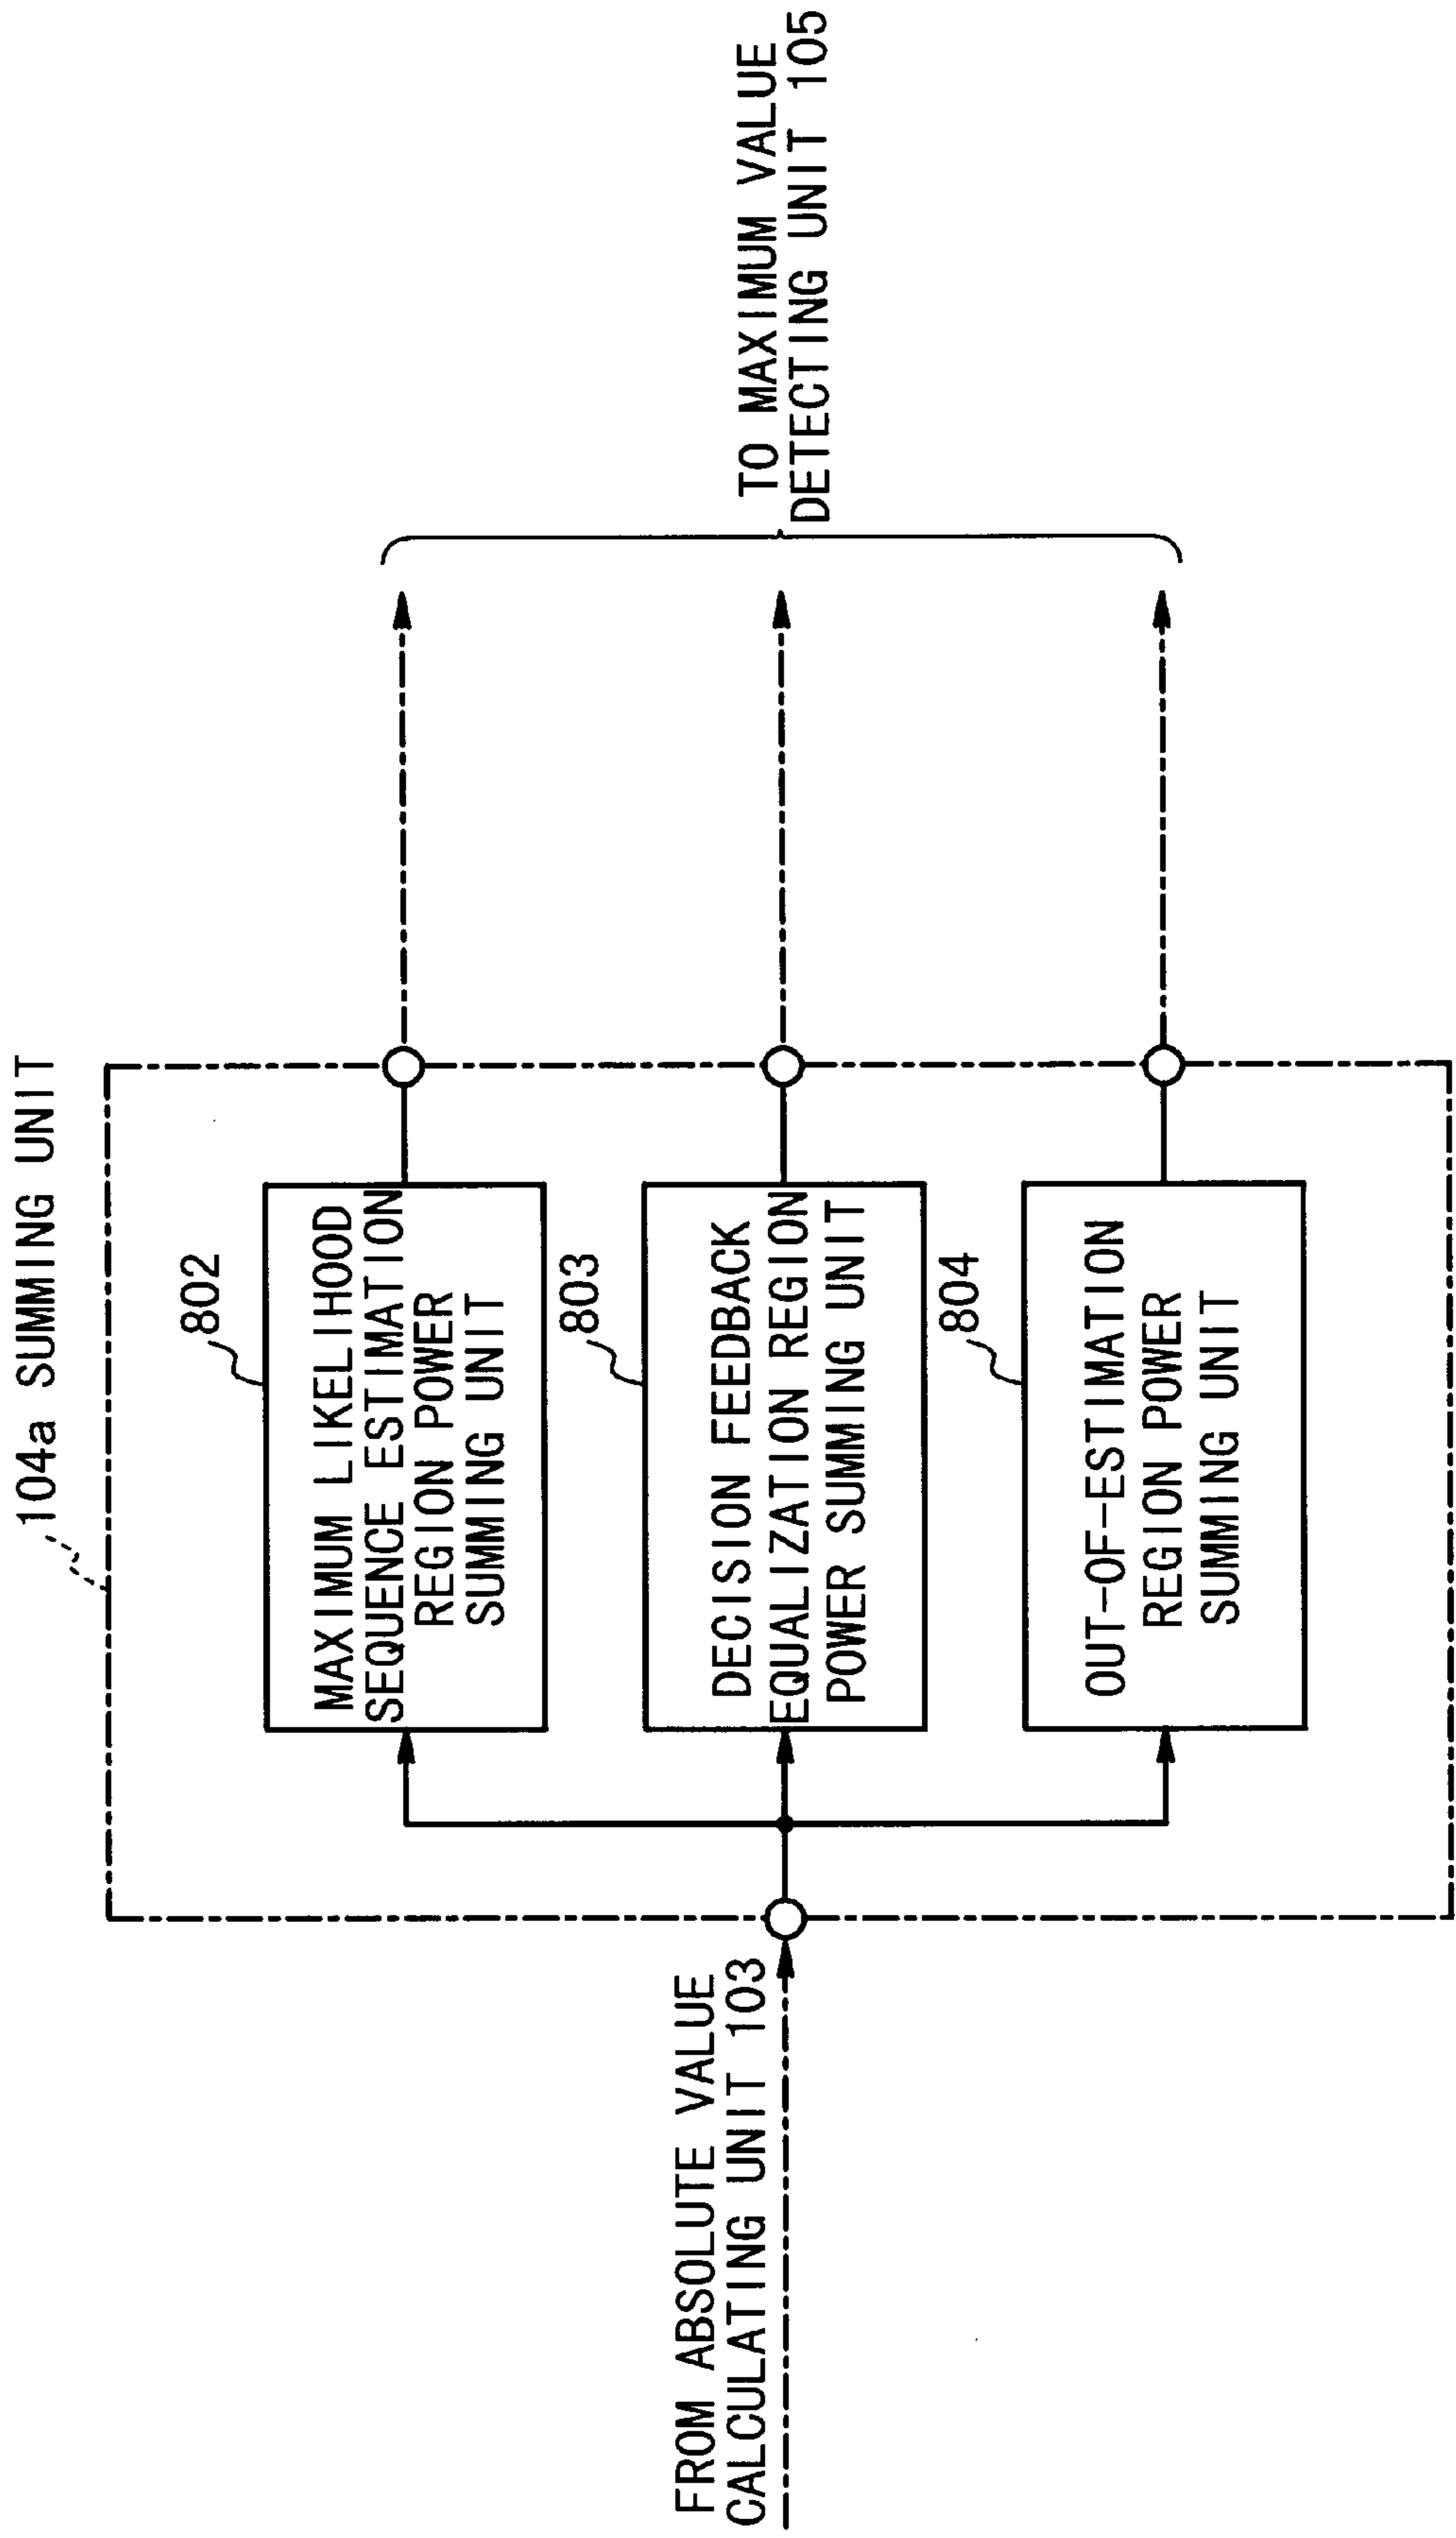 104a SUMMING UNIT
802
MAXIMUM LIKELIHOOD
SEQUENCE ESTIMATION
REGION POWER
SUMMING UNIT
803
DECISION FEEDBACK
EQUALIZATION REGION
POWER SUMMING UNIT
804
OUT-OF-ESTIMATION
REGION POWER
SUMMING UNIT
FROM ABSOLUTE VALUE
CALCULATING UNIT 103
TO MAXIMUM VALUE
DETECTING UNIT 105